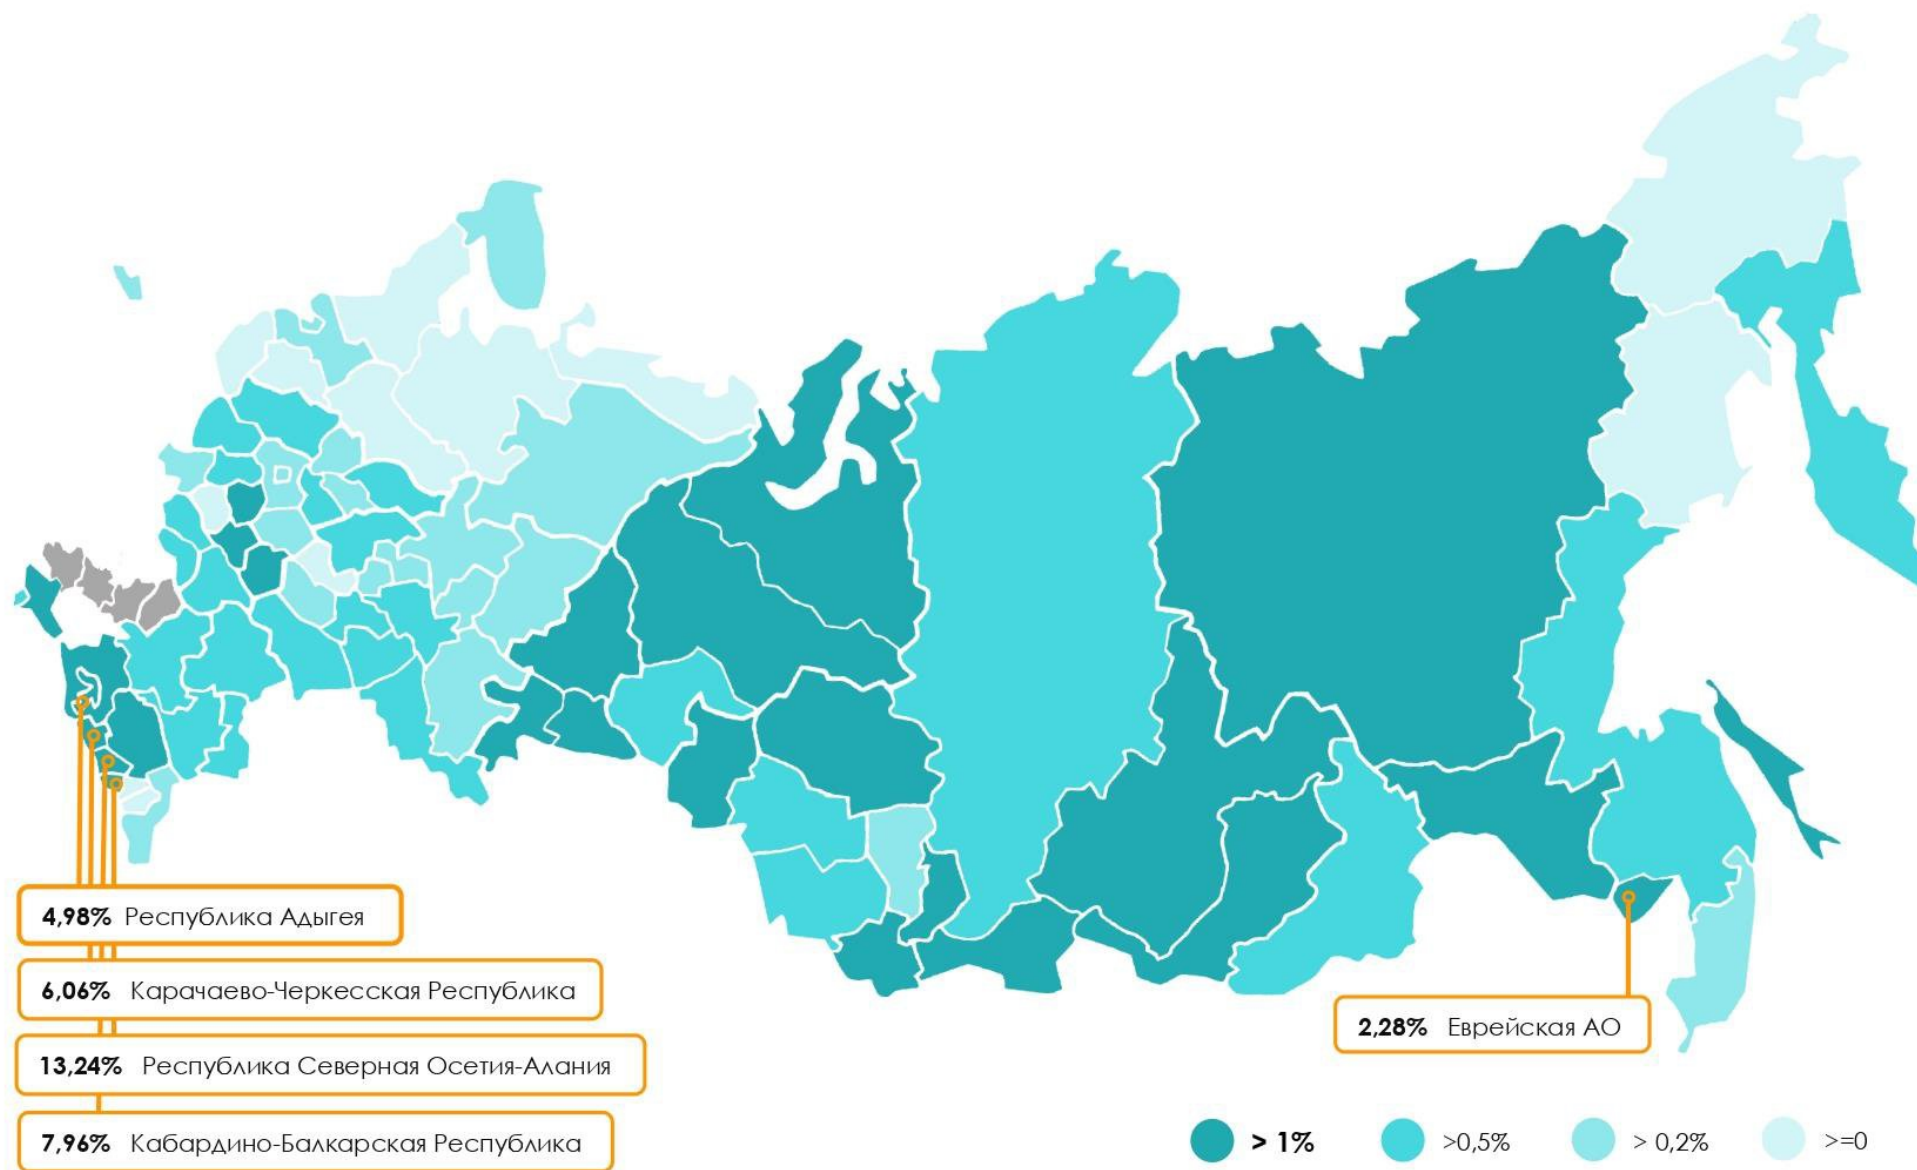 4,98% Республика Адыгея
6,06% Карачаево-Черкесская Республика
13,24% Республика Северная Осетия-Алания
7,96% Кабардино-Балкарская Республика
2,28% Еврейская АО
> 1%
>0,5%
> 0,2%
>=0